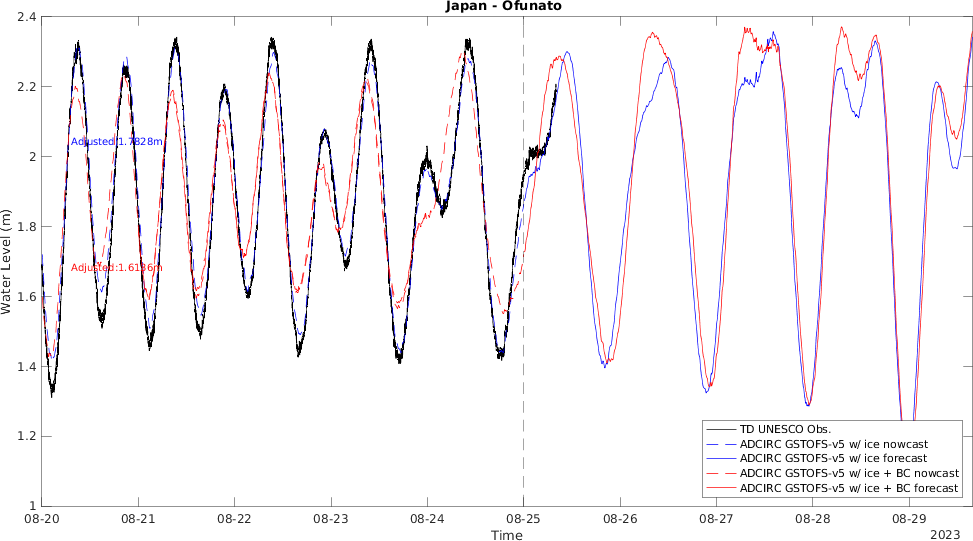 Japan - Ofunato
2.4
2.2
2
1.8
1.6
1.4
1.2
1
Water Level (m)
Adjusted:1.7828m
Adjusted:1.6136m
TD UNESCO Obs.
ADCIRC GSTOFS-v5 w/ ice nowcast
ADCIRC GSTOFS-v5 w/ ice forecast
ADCIRC GSTOFS-v5 w/ ice + BC nowcast
ADCIRC GSTOFS-v5 w/ ice + BC forecast
08-20 08-21 08-22 08-23 08-24 08-25 08-26 08-27 08-28 08-29
Time
2023